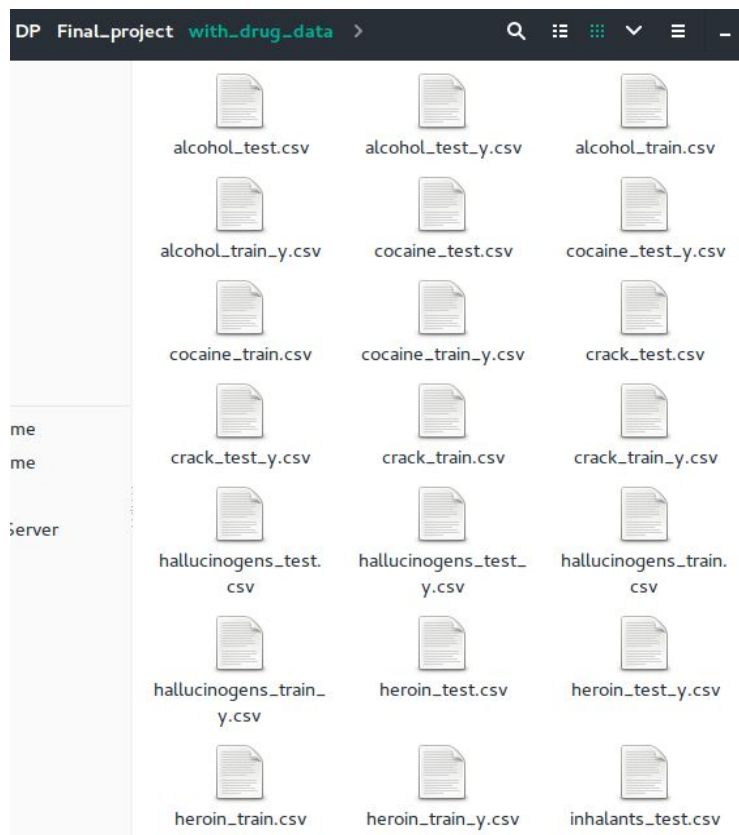 DP Final_project with_drug_data >
alcohol_test.csv alcohol_test_y.csv alcohol_train.csv
alcohol_train_y.csv cocaine_test.csv cocaine_test_y.csv
cocaine_train.csv cocaine_train_y.csv crack_test.csv
me
me
crack_test_y.csv crack_train.csv crack_train_y.csv
Server
hallucinogens_test. hallucinogens_test_ hallucinogens_train.
csv y.csv csv
hallucinogens_train_ heroin_test.csv heroin_test_y.csv
y.csv
heroin_train.csv heroin_train_y.csv inhalants_test.csv